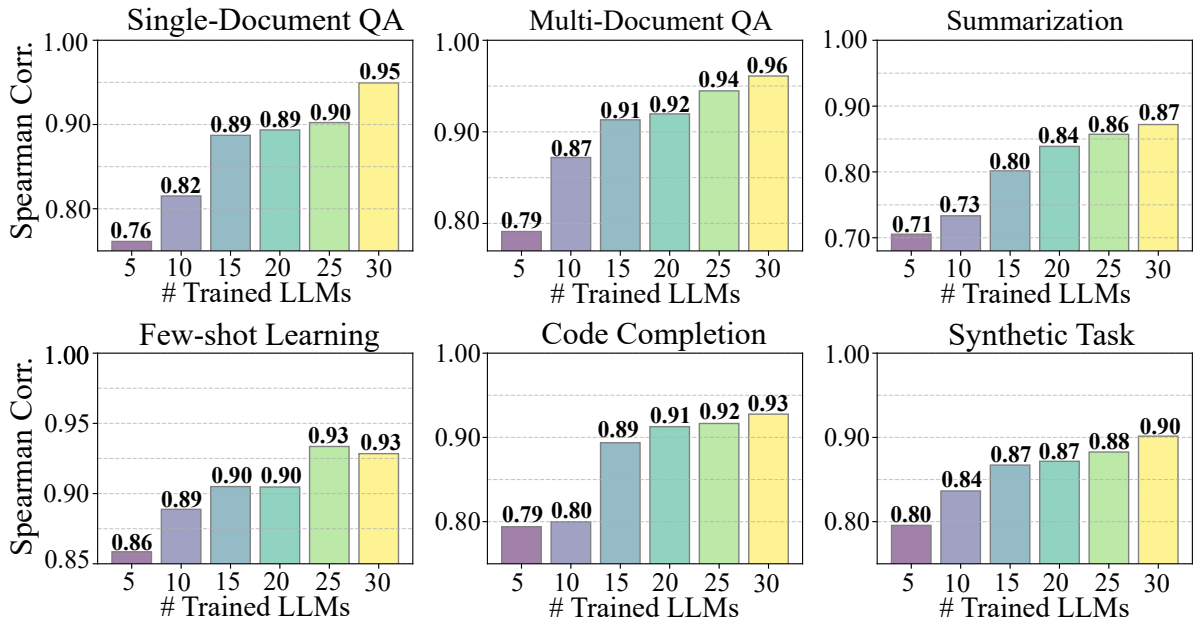 Single-Document QA
Spearman Corr.
1.00
0.90
0.80
0.76
0.82
0.89
0.89
0.90
0.95
5 10 15 20 25 30
# Trained LLMs
Multi-Document QA
1.00
0.90
0.80
0.79
0.87
0.91
0.92
0.94
0.96
5 10 15 20 25 30
# Trained LLMs
Summarization
1.00
0.90
0.80
0.70
0.71
0.73
0.80
0.84
0.86
0.87
5 10 15 20 25 30
# Trained LLMs
Few-shot Learning
Spearman Corr.
1.00
0.95
0.90
0.85
0.86
0.89
0.90
0.90
0.93
0.93
5 10 15 20 25 30
# Trained LLMs
Code Completion
1.00
0.90
0.80
0.79
0.80
0.89
0.91
0.92
0.93
5 10 15 20 25 30
# Trained LLMs
Synthetic Task
1.00
0.90
0.80
0.80
0.84
0.87
0.87
0.88
0.90
5 10 15 20 25 30
# Trained LLMs